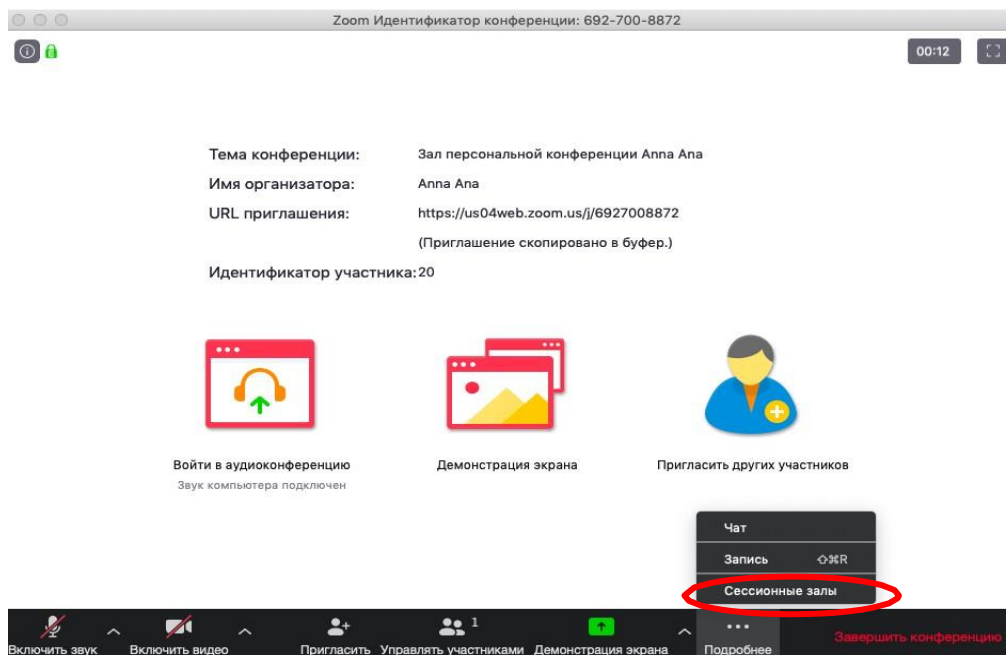 Zoom Идентификатор конференции: 692-700-8872
00:12
Тема конференции: Зал персональной конференции Anna Ana
Имя организатора: Anna Ana
URL приглашения: https://us04web.zoom.us/j/6927008872
(Приглашение скопировано в буфер.)
Идентификатор участника: 20
Войти в аудиоконференцию
Звук компьютера подключен
Демонстрация экрана
Пригласить других участников
Чат
Запись ⇧⌘R
Сессионные залы
Включить звук
Включить видео
Пригласить
Управлять участниками 1
Демонстрация экрана
Подробнее
Завершить конференцию